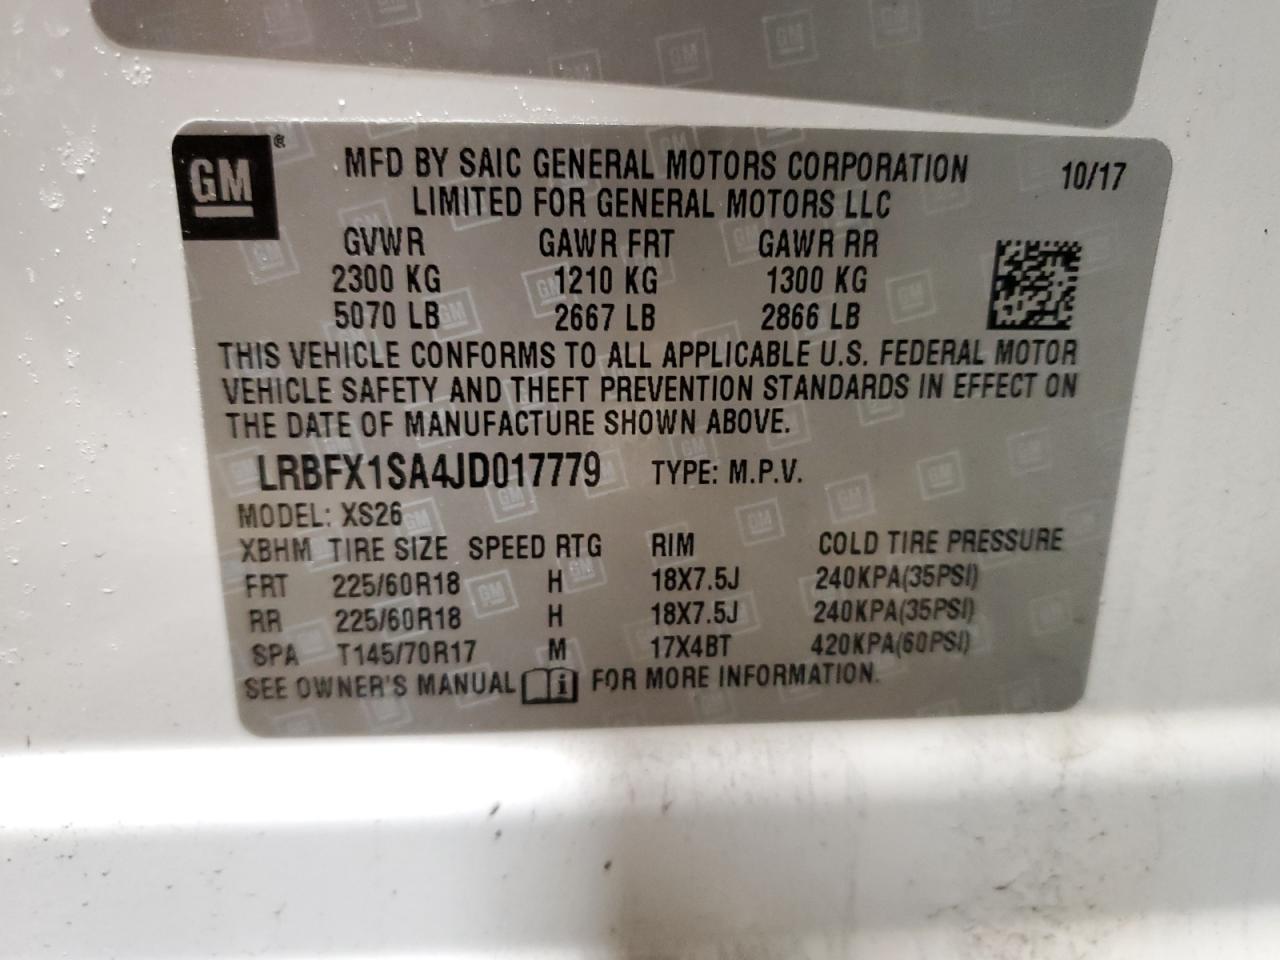 GM ® MFD BY SAIC GENERAL MOTORS CORPORATION 10/17
LIMITED FOR GENERAL MOTORS LLC
GVWR GAWR FRT GAWR RR
2300 KG 1210 KG 1300 KG
5070 LB 2667 LB 2866 LB
THIS VEHICLE CONFORMS TO ALL APPLICABLE U.S. FEDERAL MOTOR
VEHICLE SAFETY AND THEFT PREVENTION STANDARDS IN EFFECT ON
THE DATE OF MANUFACTURE SHOWN ABOVE.
LRBFX1SA4JD017779 TYPE: M.P.V.
MODEL: XS26
XBHM TIRE SIZE SPEED RTG RIM COLD TIRE PRESSURE
FRT 225/60R18 H 18X7.5J 240KPA(35PSI)
RR 225/60R18 H 18X7.5J 240KPA(35PSI)
SPA T145/70R17 M 17X4BT 420KPA(60PSI)
SEE OWNER'S MANUAL i FOR MORE INFORMATION.